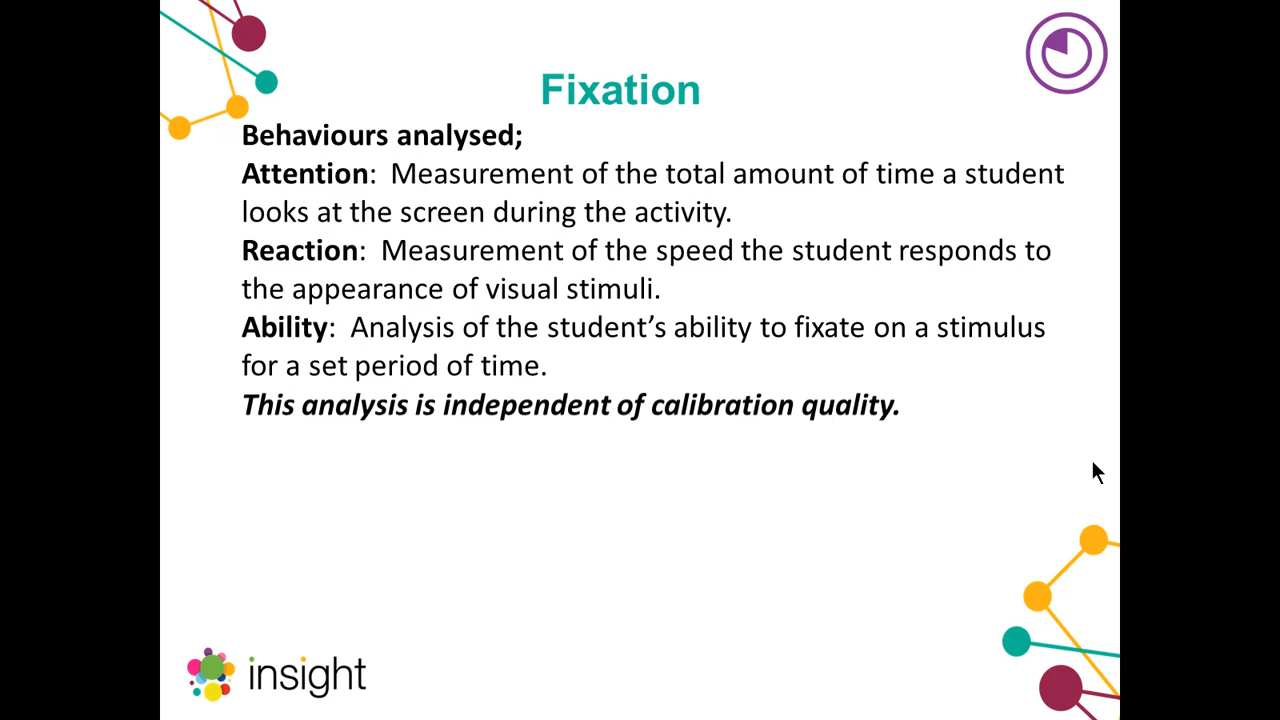 Fixation
Behaviours analysed;
Attention:  Measurement of the total amount of time a student
looks at the screen during the activity.
Reaction:  Measurement of the speed the student responds to
the appearance of visual stimuli.
Ability:  Analysis of the student’s ability to fixate on a stimulus
for a set period of time.
This analysis is independent of calibration quality.
insight